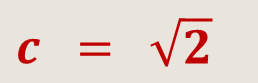 c = √2